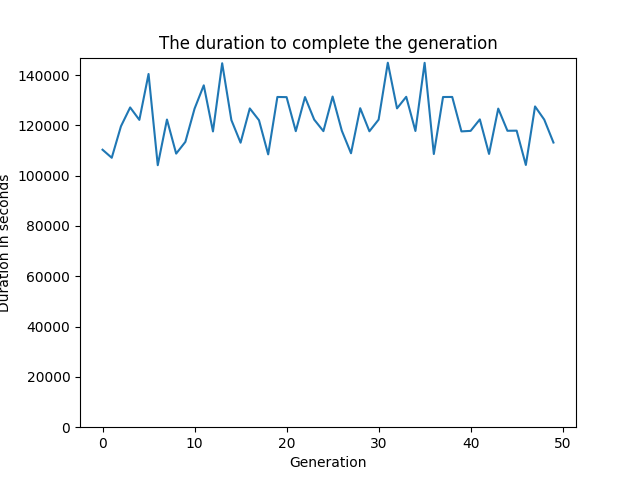 The duration to complete the generation
140000
120000
100000
80000
60000
40000
20000
0
Duration in seconds
0 10 20 30 40 50
Generation